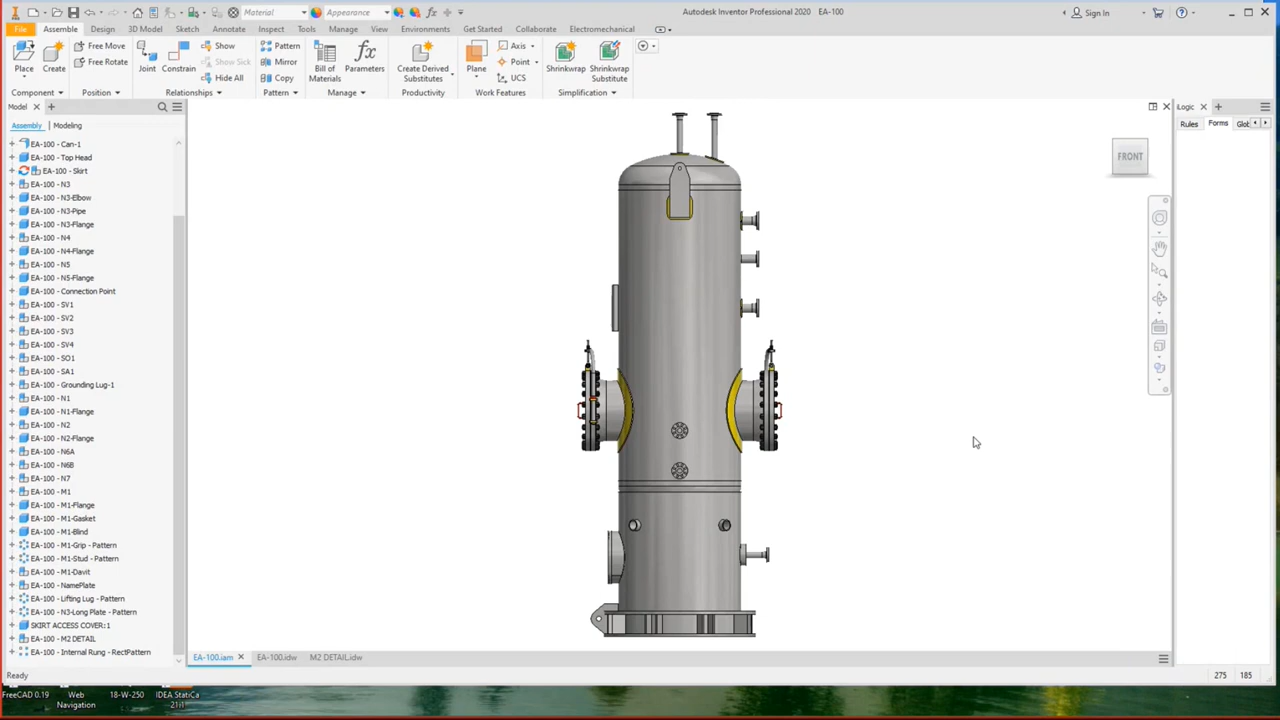 Material
Appearance
Autodesk Inventor Professional 2020 EA-100
Sign In
File Assemble Design 3D Model Sketch Annotate Inspect Tools Manage View Environments Get Started Collaborate Electromechanical
Place
Create
Free Move
Free Rotate
Component
Position
Joint
Constrain
Show
Show Sick
Hide All
Relationships
Pattern
Mirror
Copy
Pattern
Bill of Materials
Parameters
Manage
Create Derived Substitutes
Productivity
Plane
Axis
Point
UCS
Work Features
Shrinkwrap
Shrinkwrap Substitute
Simplification
Model
Assembly Modeling
EA-100 - Can-1
EA-100 - Top Head
EA-100 - Skirt
EA-100 - N3
EA-100 - N3-Elbow
EA-100 - N3-Pipe
EA-100 - N3-Flange
EA-100 - N4
EA-100 - N4-Flange
EA-100 - N5
EA-100 - N5-Flange
EA-100 - Connection Point
EA-100 - SV1
EA-100 - SV2
EA-100 - SV3
EA-100 - SV4
EA-100 - SO1
EA-100 - SA1
EA-100 - Grounding Lug-1
EA-100 - N1
EA-100 - N1-Flange
EA-100 - N2
EA-100 - N2-Flange
EA-100 - N6A
EA-100 - N6B
EA-100 - N7
EA-100 - M1
EA-100 - M1-Flange
EA-100 - M1-Gasket
EA-100 - M1-Blind
EA-100 - M1-Grip - Pattern
EA-100 - M1-Stud - Pattern
EA-100 - M1-Davit
EA-100 - NamePlate
EA-100 - Lifting Lug - Pattern
EA-100 - N3-Long Plate - Pattern
SKIRT ACCESS COVER:1
EA-100 - M2 DETAIL
EA-100 - Internal Rung - RectPattern
FRONT
Logic
Rules Forms Glo
EA-100.iam EA-100.idw M2 DETAIL.idw
Ready
275 185
FreeCAD 0.19
Web Navigation
18-W-250
IDEA StatiCa 21i1